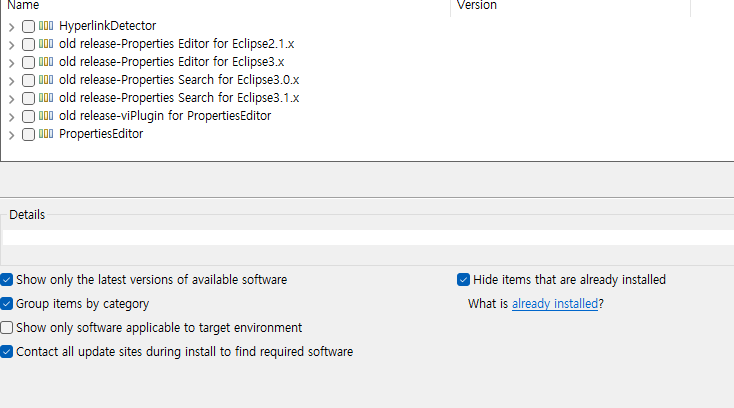 Name Version
HyperlinkDetector
old release-Properties Editor for Eclipse2.1.x
old release-Properties Editor for Eclipse3.x
old release-Properties Search for Eclipse3.0.x
old release-Properties Search for Eclipse3.1.x
old release-viPlugin for PropertiesEditor
PropertiesEditor
Details
Show only the latest versions of available software Hide items that are already installed
Group items by category What is already installed?
Show only software applicable to target environment
Contact all update sites during install to find required software